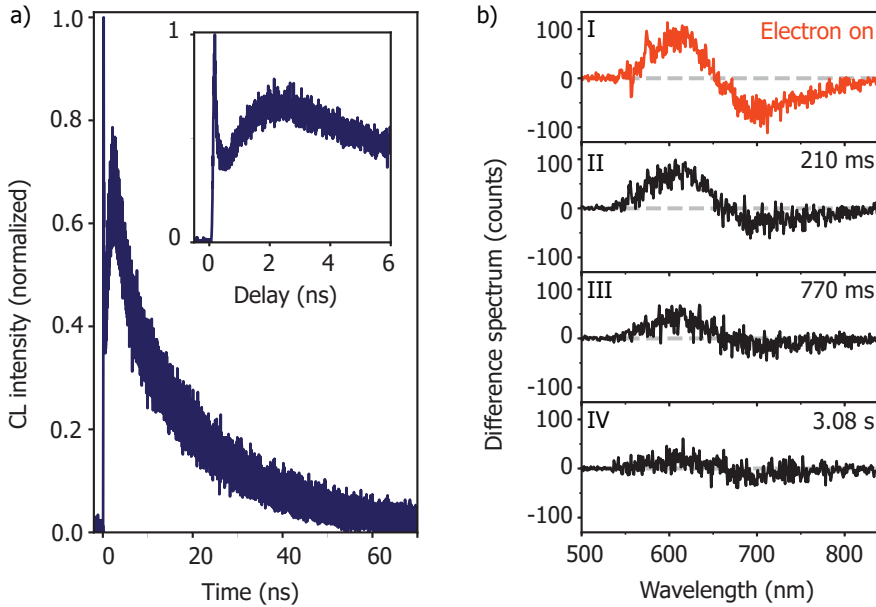 a)
CL intensity (normalized)
1.0
0.8
0.6
0.4
0.2
0.0
0 20 40 60
Time (ns)
1
0
0 2 4 6
Delay (ns)
b)
Difference spectrum (counts)
I Electron on
100
0
-100
II 210 ms
100
0
-100
III 770 ms
100
0
-100
IV 3.08 s
100
0
-100
500 600 700 800
Wavelength (nm)